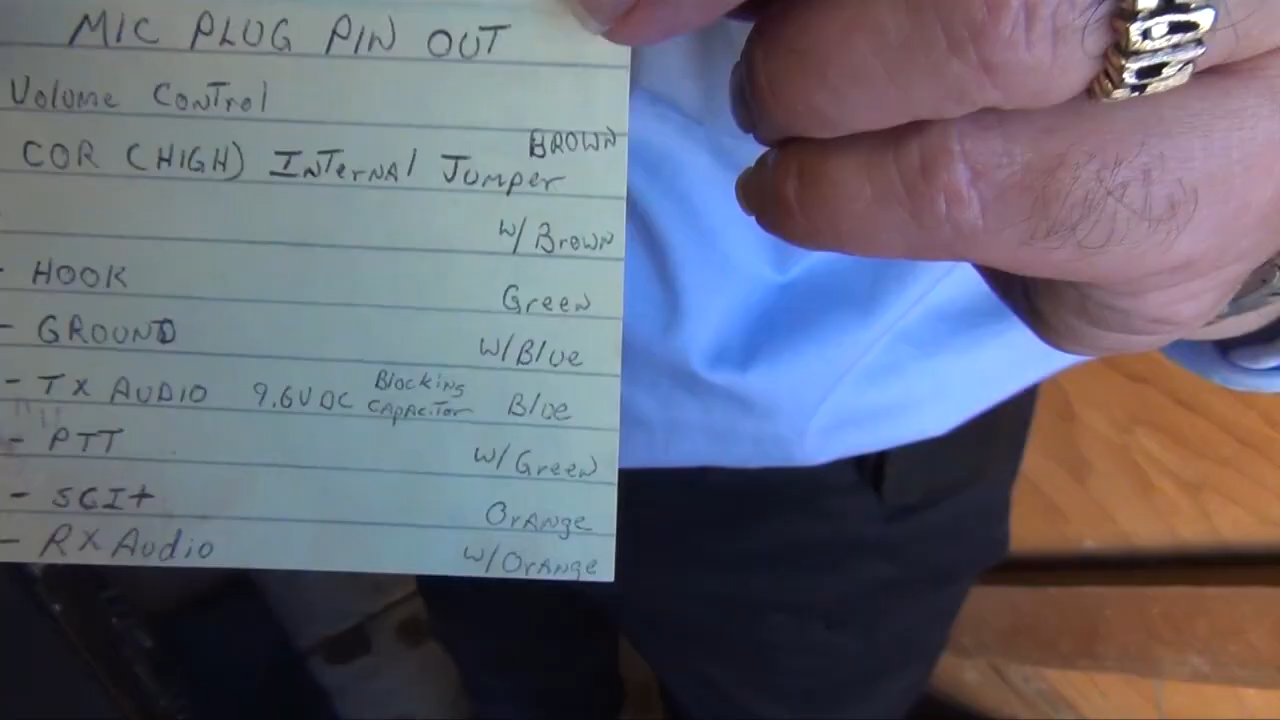 MIC PLUG PIN OUT
Volume Control BROWN
COR (HIGH) Internal Jumper
W/Brown
- HOOK Green
- GROUND W/Blue
- TX AUDIO 9.6VDC Blocking Capacitor Blue
- PTT W/Green
- SCI+ Orange
- RX Audio W/Orange